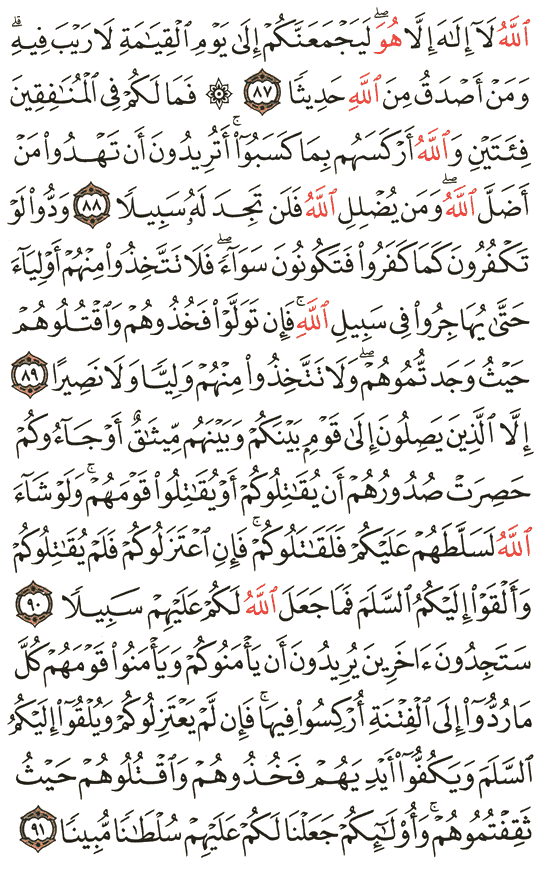 ٱللَّهُ لَآ إِلَٰهَ إِلَّا هُوَۚ لَيَجۡمَعَنَّكُمۡ إِلَىٰ يَوۡمِ ٱلۡقِيَٰمَةِ لَا رَيۡبَ فِيهِۗ
وَمَنۡ أَصۡدَقُ مِنَ ٱللَّهِ حَدِيثٗا ٨٧ ۞ فَمَا لَكُمۡ فِي ٱلۡمُنَٰفِقِينَ
فِئَتَيۡنِ وَٱللَّهُ أَرۡكَسَهُم بِمَا كَسَبُوٓاْۚ أَتُرِيدُونَ أَن تَهۡدُواْ مَنۡ
أَضَلَّ ٱللَّهُۖ وَمَن يُضۡلِلِ ٱللَّهُ فَلَن تَجِدَ لَهُۥ سَبِيلٗا ٨٨ وَدُّواْ لَوۡ
تَكۡفُرُونَ كَمَا كَفَرُواْ فَتَكُونُونَ سَوَآءٗۖ فَلَا تَتَّخِذُواْ مِنۡهُمۡ أَوۡلِيَآءَ
حَتَّىٰ يُهَاجِرُواْ فِي سَبِيلِ ٱللَّهِۚ فَإِن تَوَلَّوۡاْ فَخُذُوهُمۡ وَٱقۡتُلُوهُمۡ
حَيۡثُ وَجَدتُّمُوهُمۡۖ وَلَا تَتَّخِذُواْ مِنۡهُمۡ وَلِيّٗا وَلَا نَصِيرًا ٨٩
إِلَّا ٱلَّذِينَ يَصِلُونَ إِلَىٰ قَوۡمِۭ بَيۡنَكُمۡ وَبَيۡنَهُم مِّيثَٰقٌ أَوۡ جَآءُوكُمۡ
حَصِرَتۡ صُدُورُهُمۡ أَن يُقَٰتِلُوكُمۡ أَوۡ يُقَٰتِلُواْ قَوۡمَهُمۡۚ وَلَوۡ شَآءَ
ٱللَّهُ لَسَلَّطَهُمۡ عَلَيۡكُمۡ فَلَقَٰتَلُوكُمۡۚ فَإِنِ ٱعۡتَزَلُوكُمۡ فَلَمۡ يُقَٰتِلُوكُمۡ
وَأَلۡقَوۡاْ إِلَيۡكُمُ ٱلسَّلَمَ فَمَا جَعَلَ ٱللَّهُ لَكُمۡ عَلَيۡهِمۡ سَبِيلٗا ٩٠
سَتَجِدُونَ ءَاخَرِينَ يُرِيدُونَ أَن يَأۡمَنُوكُمۡ وَيَأۡمَنُواْ قَوۡمَهُمۡ كُلَّ
مَا رُدُّوٓاْ إِلَى ٱلۡفِتۡنَةِ أُرۡكِسُواْ فِيهَاۚ فَإِن لَّمۡ يَعۡتَزِلُوكُمۡ وَيُلۡقُوٓاْ إِلَيۡكُمُ
ٱلسَّلَمَ وَيَكُفُّوٓاْ أَيۡدِيَهُمۡ فَخُذُوهُمۡ وَٱقۡتُلُوهُمۡ حَيۡثُ
ثَقِفۡتُمُوهُمۡۚ وَأُوْلَٰٓئِكُمۡ جَعَلۡنَا لَكُمۡ عَلَيۡهِمۡ سُلۡطَٰنٗا مُّبِينٗا ٩١